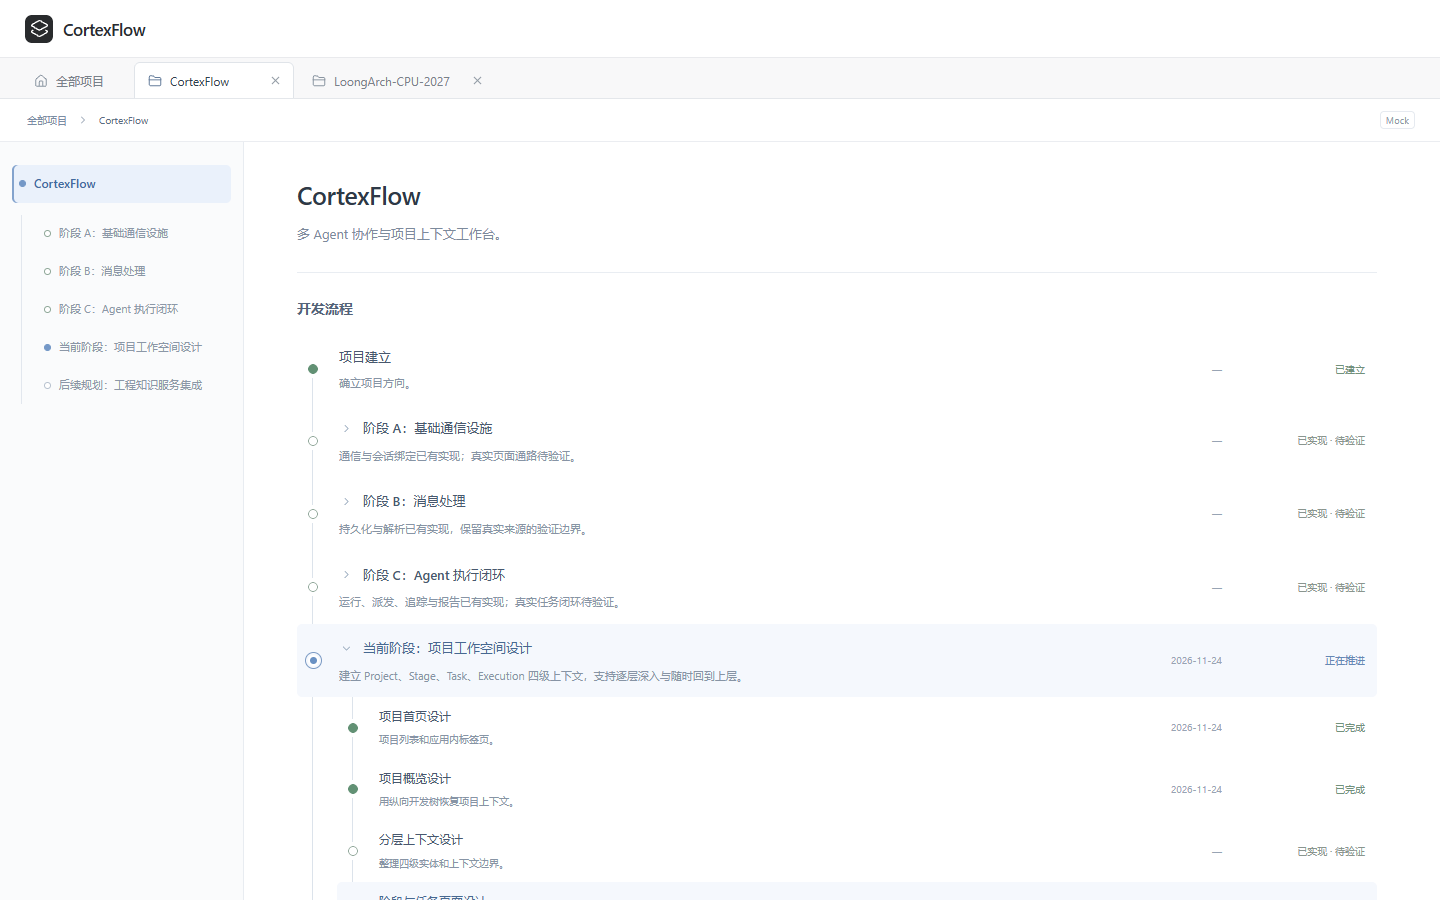 CortexFlow
全部项目 CortexFlow LoongArch-CPU-2027
全部项目 CortexFlow Mock
CortexFlow
阶段 A：基础通信设施
阶段 B：消息处理
阶段 C：Agent 执行闭环
当前阶段：项目工作空间设计
后续规划：工程知识服务集成
CortexFlow
多 Agent 协作与项目上下文工作台。
开发流程
项目建立
确立项目方向。
— 已建立
阶段 A：基础通信设施
通信与会话绑定已有实现；真实页面通路待验证。
— 已实现 · 待验证
阶段 B：消息处理
持久化与解析已有实现，保留真实来源的验证边界。
— 已实现 · 待验证
阶段 C：Agent 执行闭环
运行、派发、追踪与报告已有实现；真实任务闭环待验证。
— 已实现 · 待验证
当前阶段：项目工作空间设计
建立 Project、Stage、Task、Execution 四级上下文，支持逐层深入与随时回到上层。
2026-11-24 正在推进
项目首页设计
项目列表和应用内标签页。
2026-11-24 已完成
项目概览设计
用纵向开发树恢复项目上下文。
2026-11-24 已完成
分层上下文设计
整理四级实体和上下文边界。
— 已实现 · 待验证
阶段与任务页面设计